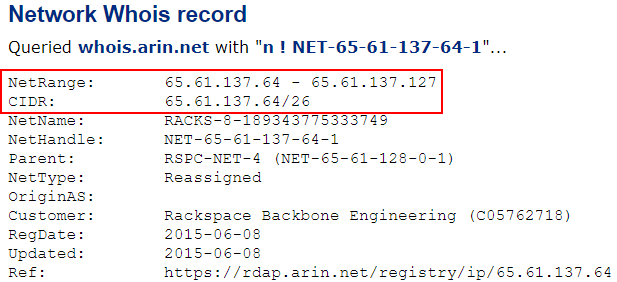 Network Whois record
Queried whois.arin.net with "n ! NET-65-61-137-64-1"...
NetRange: 65.61.137.64 - 65.61.137.127
CIDR: 65.61.137.64/26
NetName: RACKS-8-189343775333749
NetHandle: NET-65-61-137-64-1
Parent: RSPC-NET-4 (NET-65-61-128-0-1)
NetType: Reassigned
OriginAS:
Customer: Rackspace Backbone Engineering (C05762718)
RegDate: 2015-06-08
Updated: 2015-06-08
Ref: https://rdap.arin.net/registry/ip/65.61.137.64